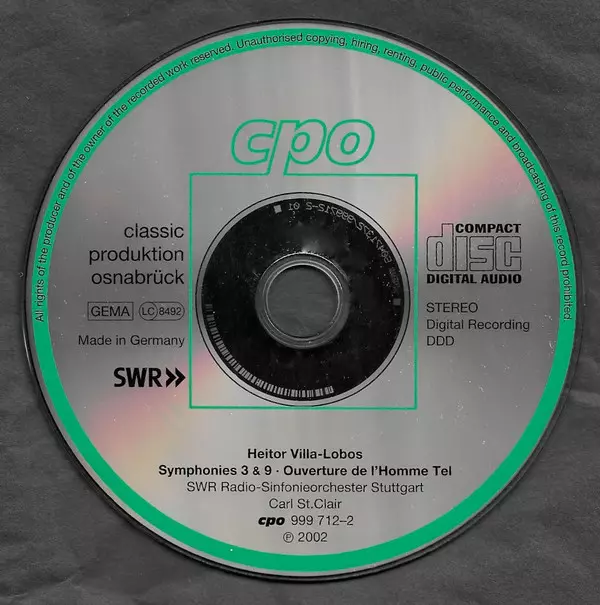 All rights of the producer and of the owner of the recorded work reserved. Unauthorised copying, hiring, renting, public performance and broadcasting of this record prohibited.
cpo
classic
produktion
osnabrück
GEMA LC 8492
Made in Germany
SWR»
COMPACT
disc
DIGITAL AUDIO
STEREO
Digital Recording
DDD
Heitor Villa-Lobos
Symphonies 3 & 9 · Ouverture de l'Homme Tel
SWR Radio-Sinfonieorchester Stuttgart
Carl St.Clair
cpo 999 712–2
℗ 2002